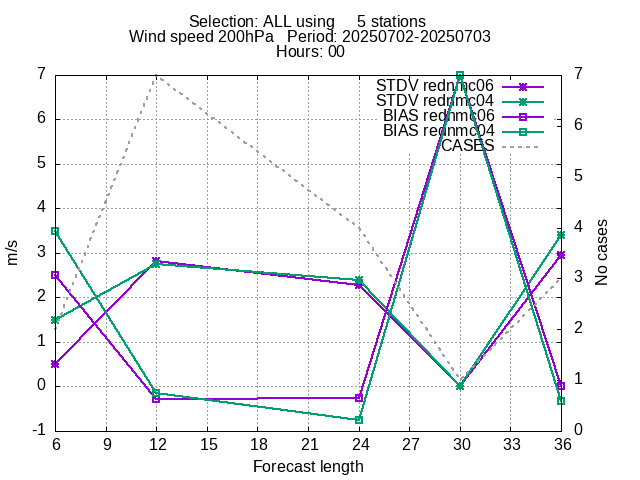 Selection: ALL using 5 stations
Wind speed 200hPa Period: 20250702-20250703
Hours: 00
STDV rednmc06
STDV rednmc04
BIAS rednmc06
BIAS rednmc04
CASES
7
6
5
4
3
2
1
0
-1
m/s
7
6
5
4
3
2
1
0
No cases
6 9 12 15 18 21 24 27 30 33 36
Forecast length